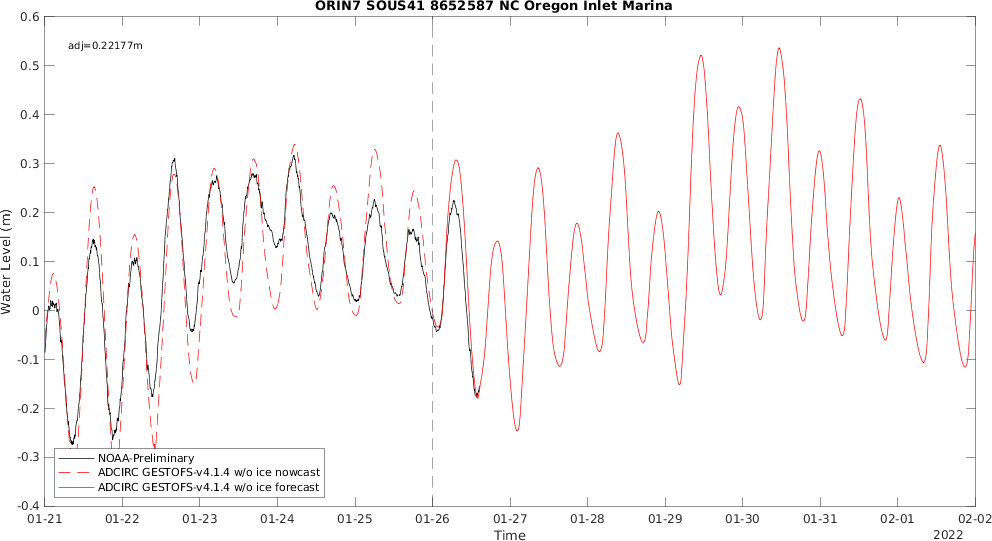 ORIN7 SOUS41 8652587 NC Oregon Inlet Marina
adj=0.22177m
Water Level (m)
0.6
0.5
0.4
0.3
0.2
0.1
0
-0.1
-0.2
-0.3
-0.4
NOAA-Preliminary
ADCIRC GESTOFS-v4.1.4 w/o ice nowcast
ADCIRC GESTOFS-v4.1.4 w/o ice forecast
01-21 01-22 01-23 01-24 01-25 01-26 01-27 01-28 01-29 01-30 01-31 02-01 02-02
Time
2022